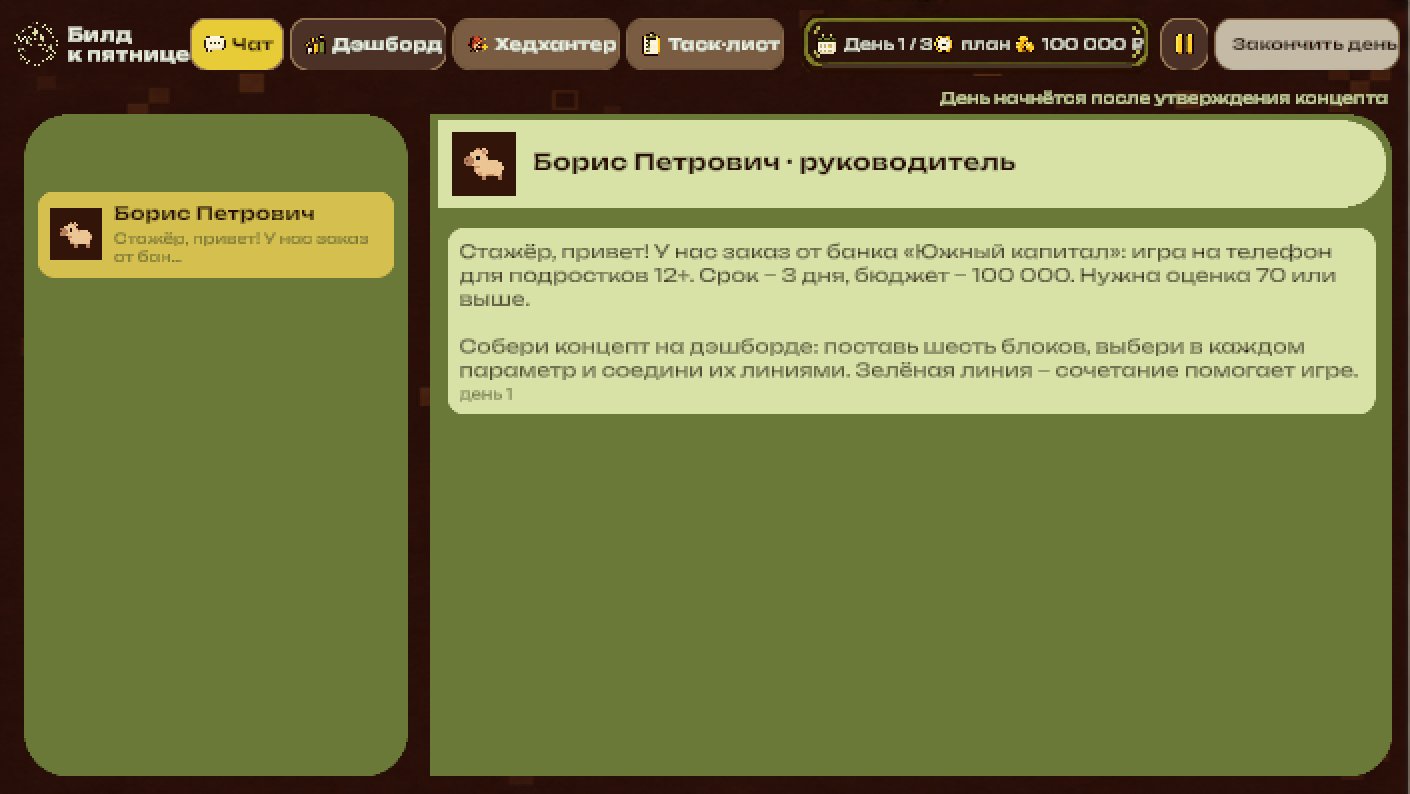 Билд
к пятнице
Чат
Дэшборд
Хедхантер
Таск-лист
День 1 / 3
план
100 000 ₽
Закончить день
День начнётся после утверждения концепта
Борис Петрович
Стажёр, привет! У нас заказ
от бан...
Борис Петрович · руководитель
Стажёр, привет! У нас заказ от банка «Южный капитал»: игра на телефон
для подростков 12+. Срок – 3 дня, бюджет – 100 000. Нужна оценка 70 или
выше.
Собери концепт на дэшборде: поставь шесть блоков, выбери в каждом
параметр и соедини их линиями. Зелёная линия – сочетание помогает игре.
день 1